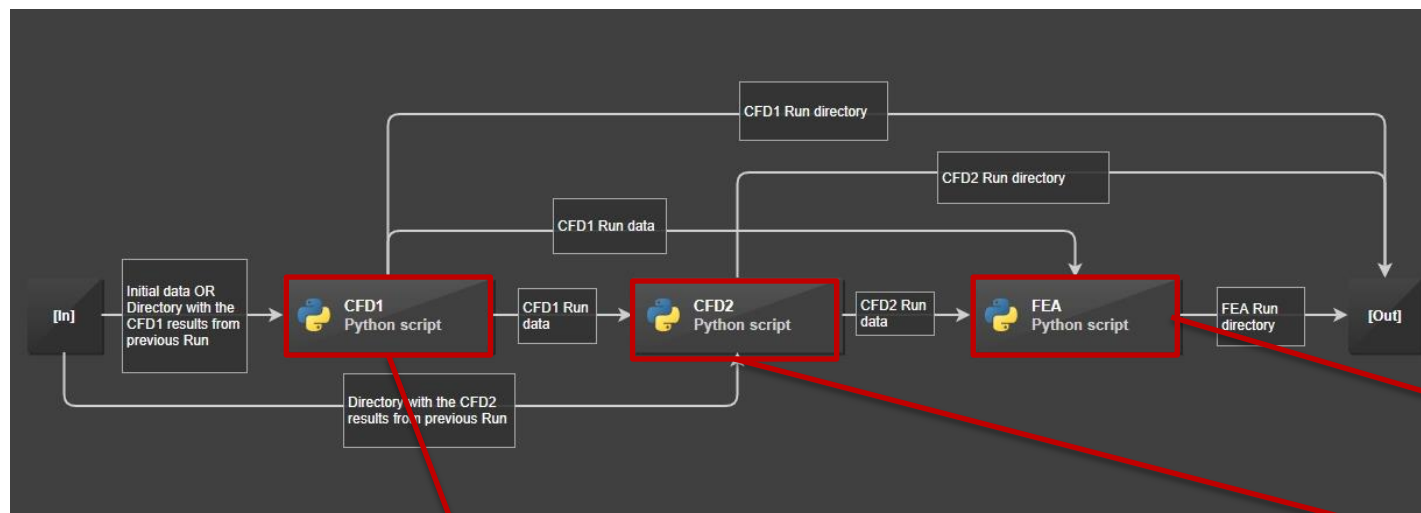 CFD1 Run directory
CFD2 Run directory
CFD1 Run data
[In]
Initial data OR
Directory with the
CFD1 results from
previous Run
CFD1
Python script
CFD1 Run
data
CFD2
Python script
CFD2 Run
data
FEA
Python script
FEA Run
directory
[Out]
Directory with the CFD2
results from previous Run